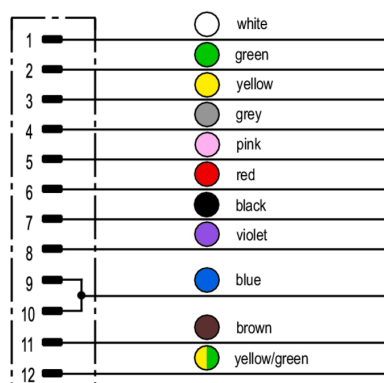 white
1
green
2
yellow
3
grey
4
pink
5
red
6
black
7
violet
8
9
blue
10
brown
11
yellow/green
12